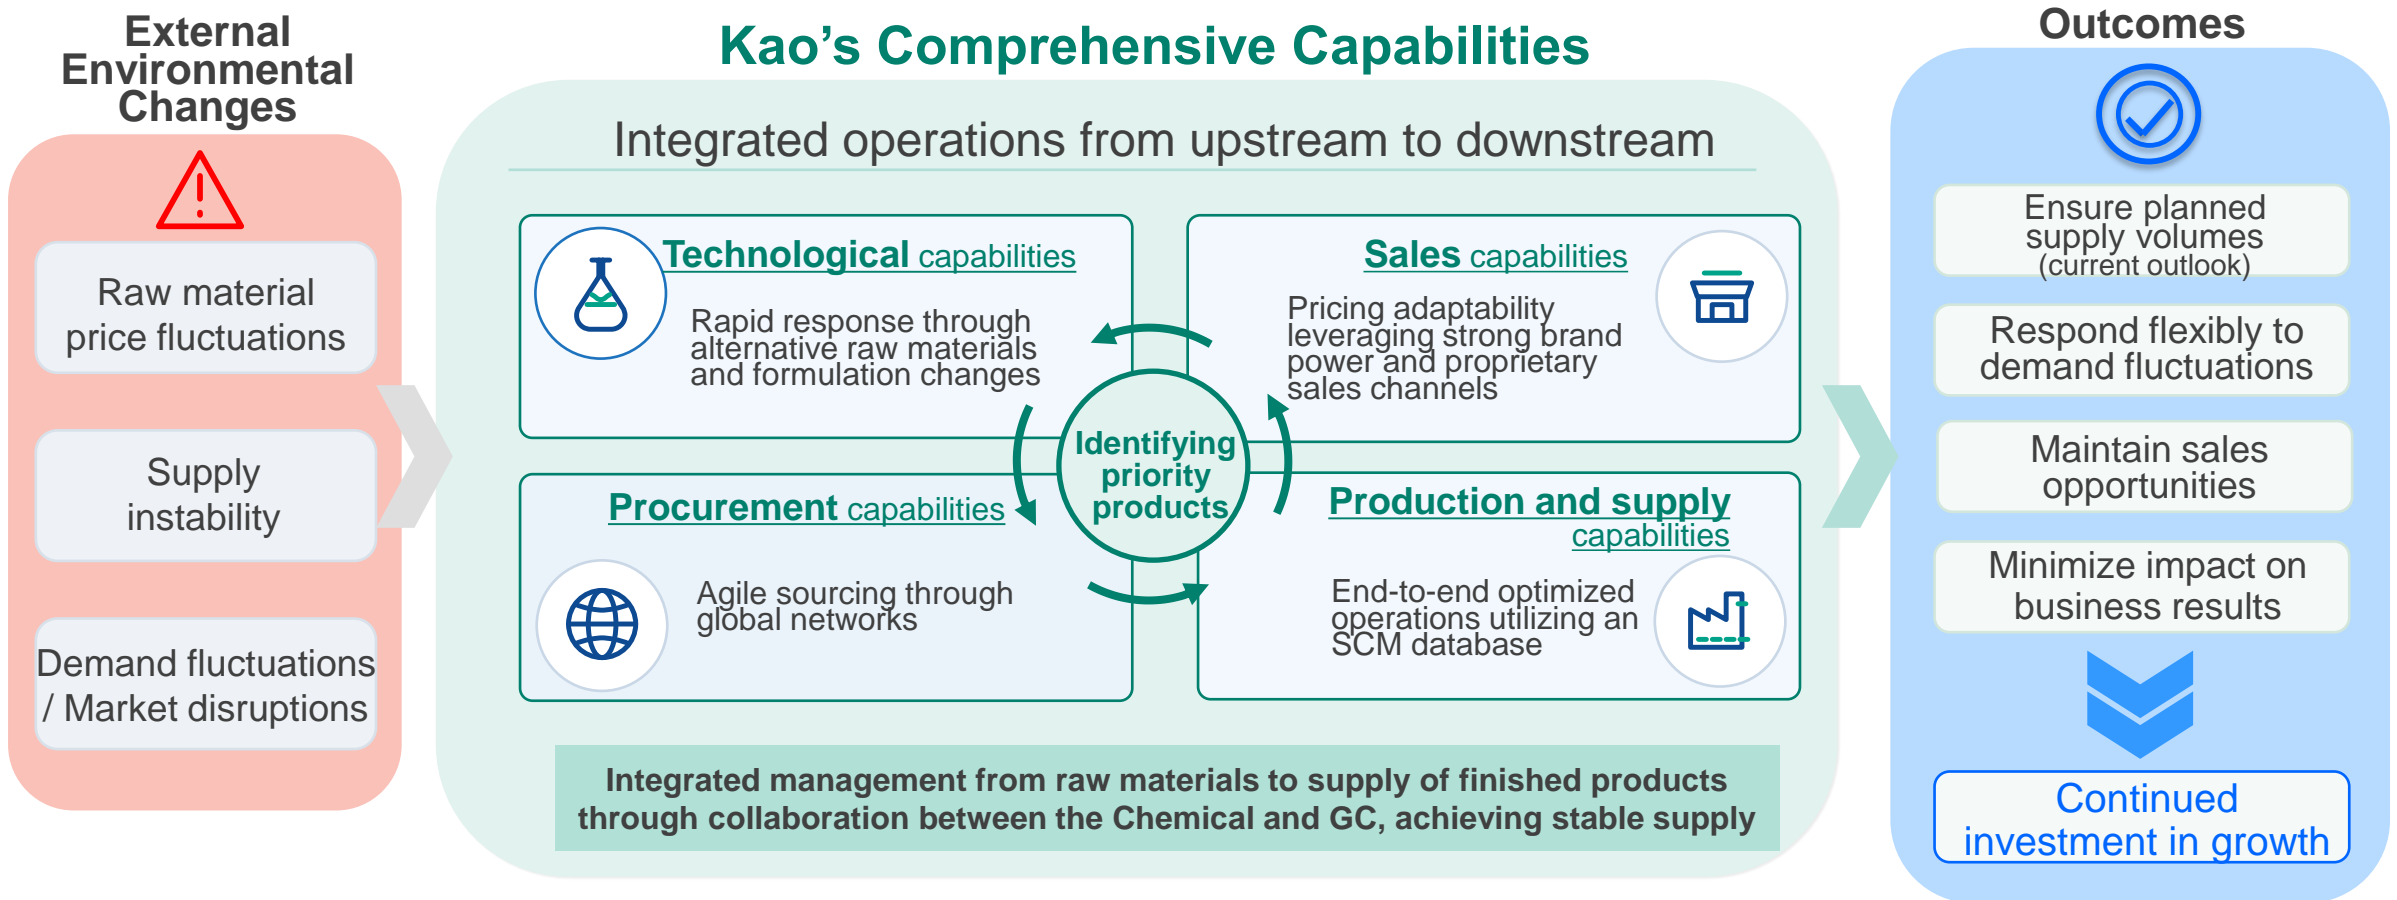 External
Environmental
Changes
Raw material
price fluctuations
Supply
instability
Demand fluctuations
/ Market disruptions
Kao’s Comprehensive Capabilities
Integrated operations from upstream to downstream
Technological capabilities
Rapid response through
alternative raw materials
and formulation changes
Sales capabilities
Pricing adaptability
leveraging strong brand
power and proprietary
sales channels
Identifying
priority
products
Procurement capabilities
Agile sourcing through
global networks
Production and supply
capabilities
End-to-end optimized
operations utilizing an
SCM database
Integrated management from raw materials to supply of finished products
through collaboration between the Chemical and GC, achieving stable supply
Outcomes
Ensure planned
supply volumes
(current outlook)
Respond flexibly to
demand fluctuations
Maintain sales
opportunities
Minimize impact on
business results
Continued
investment in growth